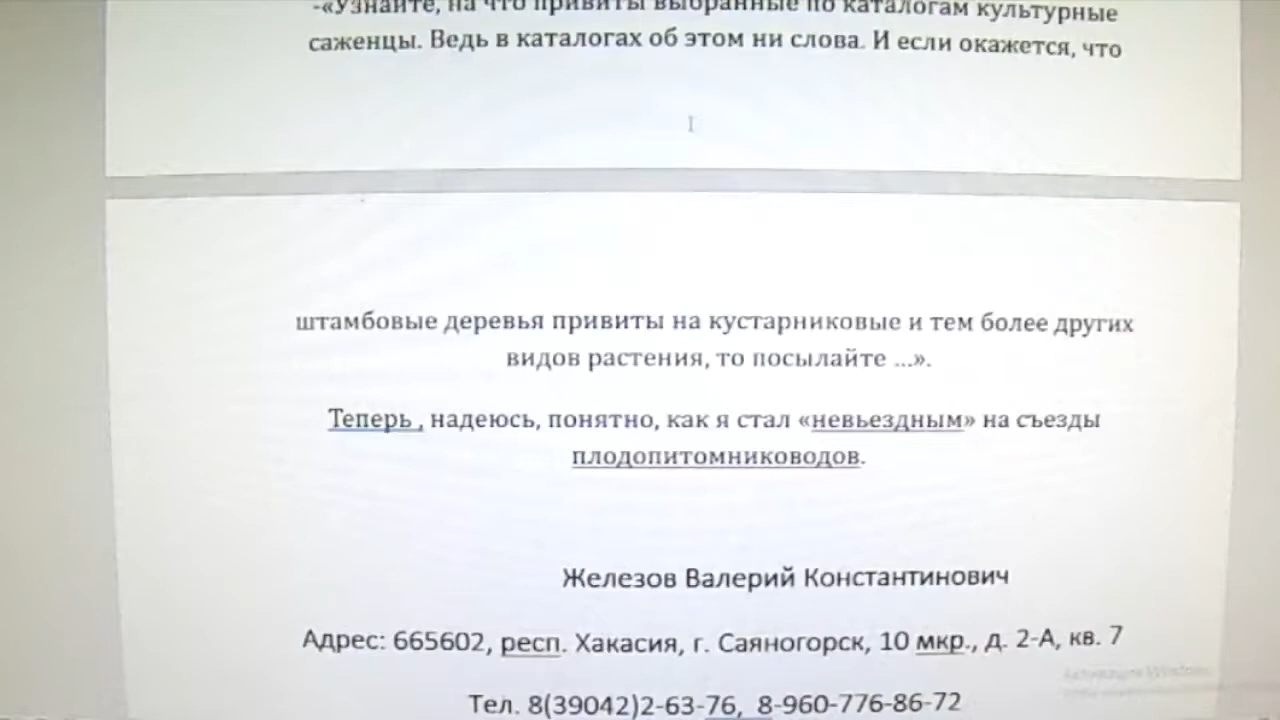 -«Узнайте, на что привиты выбранные по каталогам культурные
саженцы. Ведь в каталогах об этом ни слова. И если окажется, что
штамбовые деревья привиты на кустарниковые и тем более других
видов растения, то посылайте ...».
Теперь , надеюсь, понятно, как я стал «невьездным» на съезды
плодопитомниководов.
Железов Валерий Константинович
Адрес: 665602, респ. Хакасия, г. Саяногорск, 10 мкр., д. 2-А, кв. 7
Активация Windows
Тел. 8(39042)2-63-76, 8-960-776-86-72